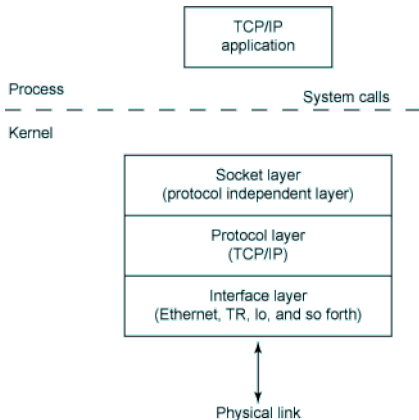 TCP/IP
application
Process
System calls
Kernel
Socket layer
(protocol independent layer)
Protocol layer
(TCP/IP)
Interface layer
(Ethernet, TR, lo, and so forth)
Physical link